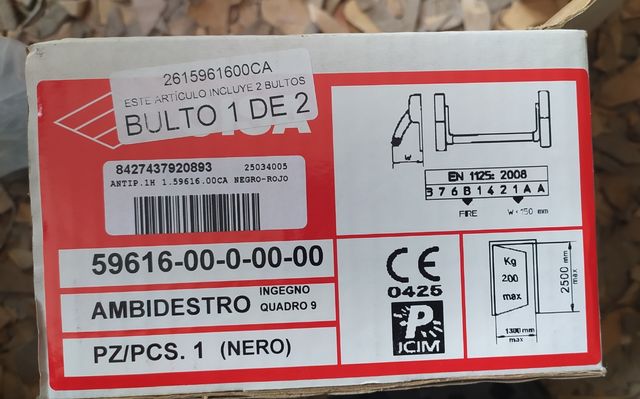 2615961600CA
ESTE ARTÍCULO INCLUYE 2 BULTOS
BULTO 1 DE 2
8427437920893 25034005
ANTIP.1H 1.59616.00CA NEGRO-ROJO
59616-00-0-00-00
AMBIDESTRO INGEGNO QUADRO 9
PZ/PCS. 1 (NERO)
W
EN 1125: 2008
3 7 6 B 1 4 2 1 A A
FIRE W<150 mm
CE
0425
P
ICIM
Kg
200
max
2500 mm
max
1300 mm
max